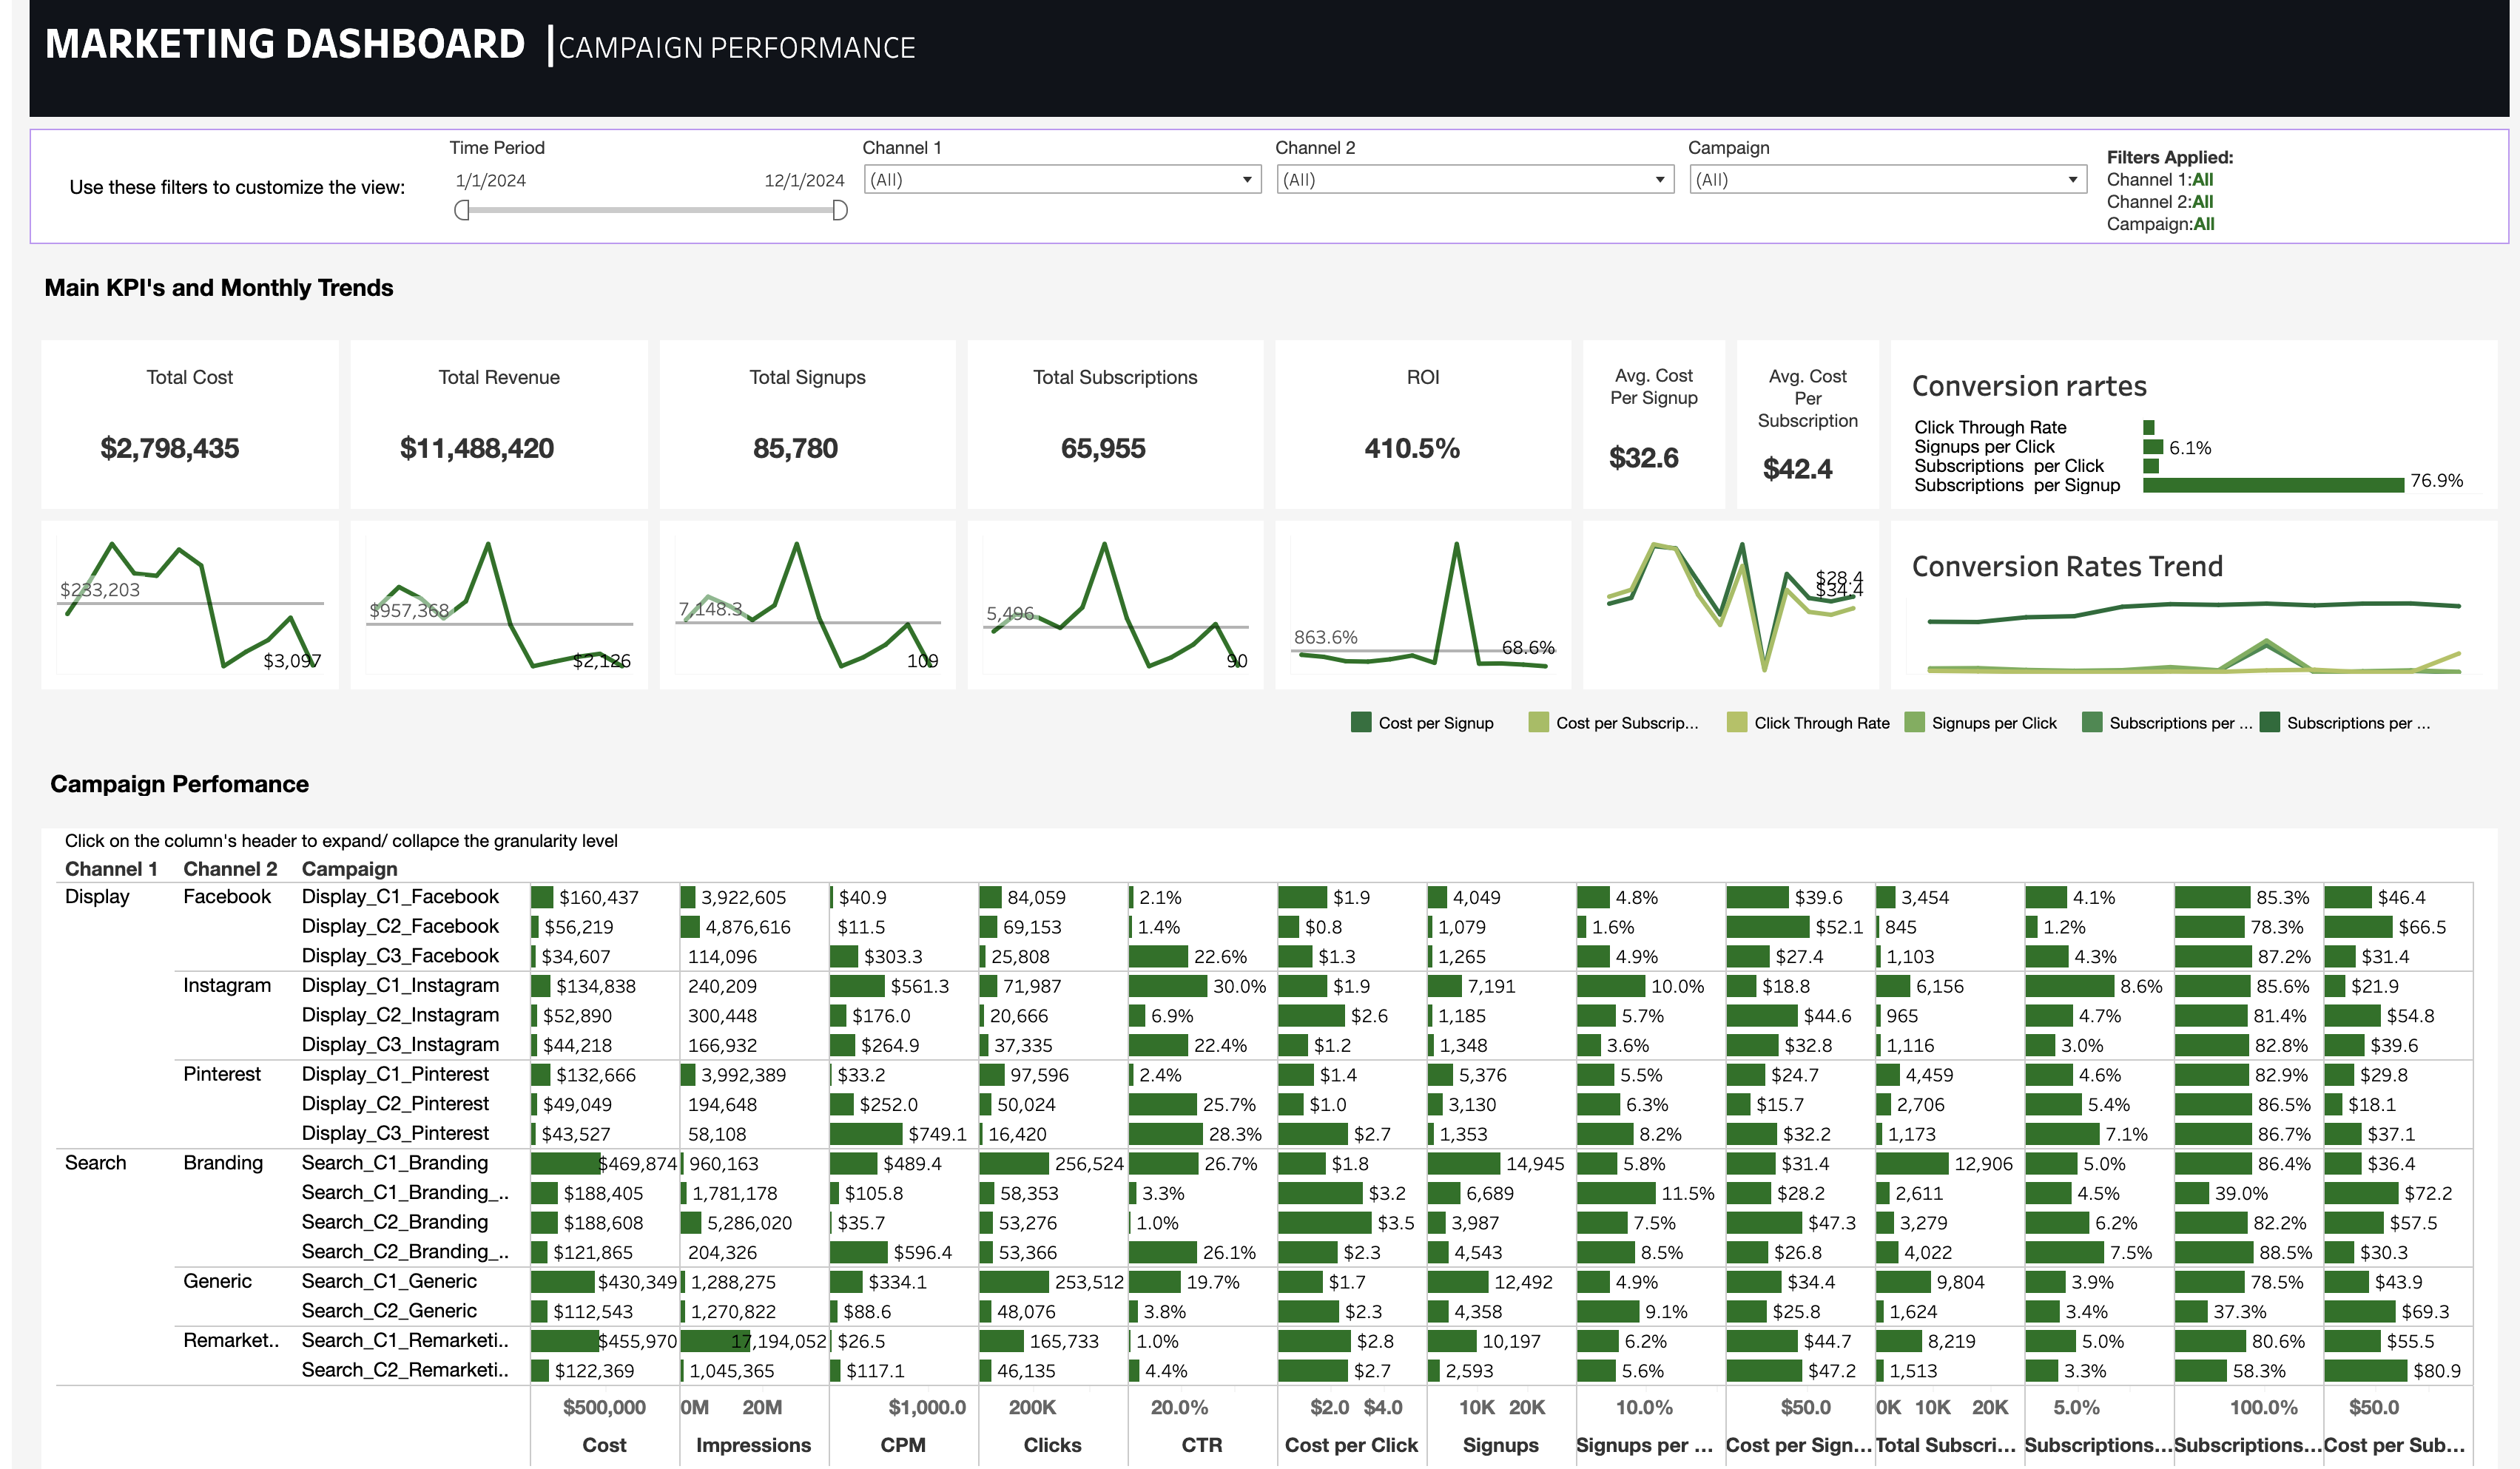 MARKETING DASHBOARD | CAMPAIGN PERFORMANCE
Use these filters to customize the view:
Time Period
1/1/2024 12/1/2024
Channel 1
(All)
Channel 2
(All)
Campaign
(All)
Filters Applied:
Channel 1:All
Channel 2:All
Campaign:All
Main KPI's and Monthly Trends
Total Cost
$2,798,435
Total Revenue
$11,488,420
Total Signups
85,780
Total Subscriptions
65,955
ROI
410.5%
Avg. Cost
Per Signup
$32.6
Avg. Cost
Per
Subscription
$42.4
Conversion rartes
Click Through Rate
Signups per Click 6.1%
Subscriptions per Click
Subscriptions per Signup 76.9%
$233,203
$3,097
$957,368
$2,126
7,148.3
109
5,496
90
863.6%
68.6%
$28.4
$34.4
Conversion Rates Trend
Cost per Signup
Cost per Subscrip...
Click Through Rate
Signups per Click
Subscriptions per ...
Subscriptions per ...
Campaign Perfomance
Click on the column's header to expand/ collapce the granularity level
Channel 1 Channel 2 Campaign
Display Facebook Display_C1_Facebook $160,437 3,922,605 $40.9 84,059 2.1% $1.9 4,049 4.8% $39.6 3,454 4.1% 85.3% $46.4
Display_C2_Facebook $56,219 4,876,616 $11.5 69,153 1.4% $0.8 1,079 1.6% $52.1 845 1.2% 78.3% $66.5
Display_C3_Facebook $34,607 114,096 $303.3 25,808 22.6% $1.3 1,265 4.9% $27.4 1,103 4.3% 87.2% $31.4
Instagram Display_C1_Instagram $134,838 240,209 $561.3 71,987 30.0% $1.9 7,191 10.0% $18.8 6,156 8.6% 85.6% $21.9
Display_C2_Instagram $52,890 300,448 $176.0 20,666 6.9% $2.6 1,185 5.7% $44.6 965 4.7% 81.4% $54.8
Display_C3_Instagram $44,218 166,932 $264.9 37,335 22.4% $1.2 1,348 3.6% $32.8 1,116 3.0% 82.8% $39.6
Pinterest Display_C1_Pinterest $132,666 3,992,389 $33.2 97,596 2.4% $1.4 5,376 5.5% $24.7 4,459 4.6% 82.9% $29.8
Display_C2_Pinterest $49,049 194,648 $252.0 50,024 25.7% $1.0 3,130 6.3% $15.7 2,706 5.4% 86.5% $18.1
Display_C3_Pinterest $43,527 58,108 $749.1 16,420 28.3% $2.7 1,353 8.2% $32.2 1,173 7.1% 86.7% $37.1
Search Branding Search_C1_Branding $469,874 960,163 $489.4 256,524 26.7% $1.8 14,945 5.8% $31.4 12,906 5.0% 86.4% $36.4
Search_C1_Branding_.. $188,405 1,781,178 $105.8 58,353 3.3% $3.2 6,689 11.5% $28.2 2,611 4.5% 39.0% $72.2
Search_C2_Branding $188,608 5,286,020 $35.7 53,276 1.0% $3.5 3,987 7.5% $47.3 3,279 6.2% 82.2% $57.5
Search_C2_Branding_.. $121,865 204,326 $596.4 53,366 26.1% $2.3 4,543 8.5% $26.8 4,022 7.5% 88.5% $30.3
Generic Search_C1_Generic $430,349 1,288,275 $334.1 253,512 19.7% $1.7 12,492 4.9% $34.4 9,804 3.9% 78.5% $43.9
Search_C2_Generic $112,543 1,270,822 $88.6 48,076 3.8% $2.3 4,358 9.1% $25.8 1,624 3.4% 37.3% $69.3
Remarket.. Search_C1_Remarketi.. $455,970 17,194,052 $26.5 165,733 1.0% $2.8 10,197 6.2% $44.7 8,219 5.0% 80.6% $55.5
Search_C2_Remarketi.. $122,369 1,045,365 $117.1 46,135 4.4% $2.7 2,593 5.6% $47.2 1,513 3.3% 58.3% $80.9
$500,000 0M 20M $1,000.0 200K 20.0% $2.0 $4.0 10K 20K 10.0% $50.0 0K 10K 20K 5.0% 100.0% $50.0
Cost Impressions CPM Clicks CTR Cost per Click Signups Signups per ... Cost per Sign... Total Subscri... Subscriptions... Subscriptions... Cost per Sub...